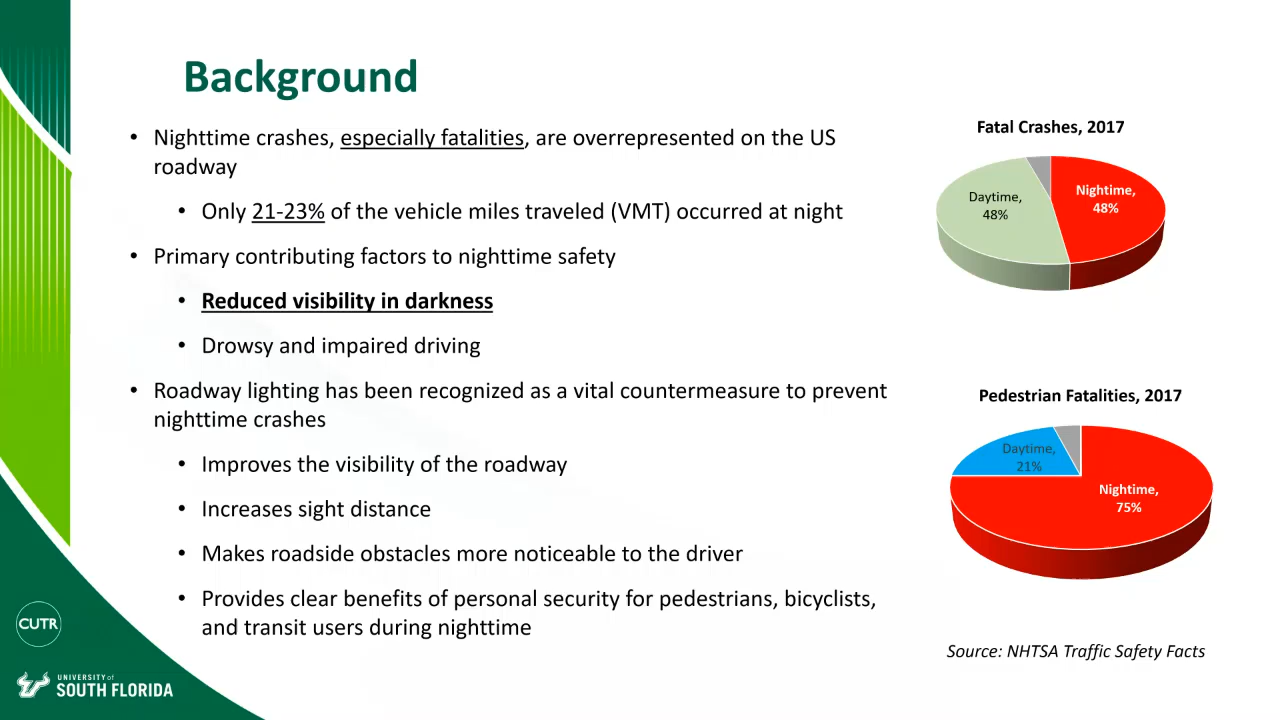 Background
• Nighttime crashes, especially fatalities, are overrepresented on the US
roadway
• Only 21-23% of the vehicle miles traveled (VMT) occurred at night
• Primary contributing factors to nighttime safety
• Reduced visibility in darkness
• Drowsy and impaired driving
• Roadway lighting has been recognized as a vital countermeasure to prevent
nighttime crashes
• Improves the visibility of the roadway
• Increases sight distance
• Makes roadside obstacles more noticeable to the driver
• Provides clear benefits of personal security for pedestrians, bicyclists,
and transit users during nighttime
Fatal Crashes, 2017
Daytime,
48%
Nightime,
48%
Pedestrian Fatalities, 2017
Daytime,
21%
Nightime,
75%
Source: NHTSA Traffic Safety Facts
CUTR
UNIVERSITY of
SOUTH FLORIDA